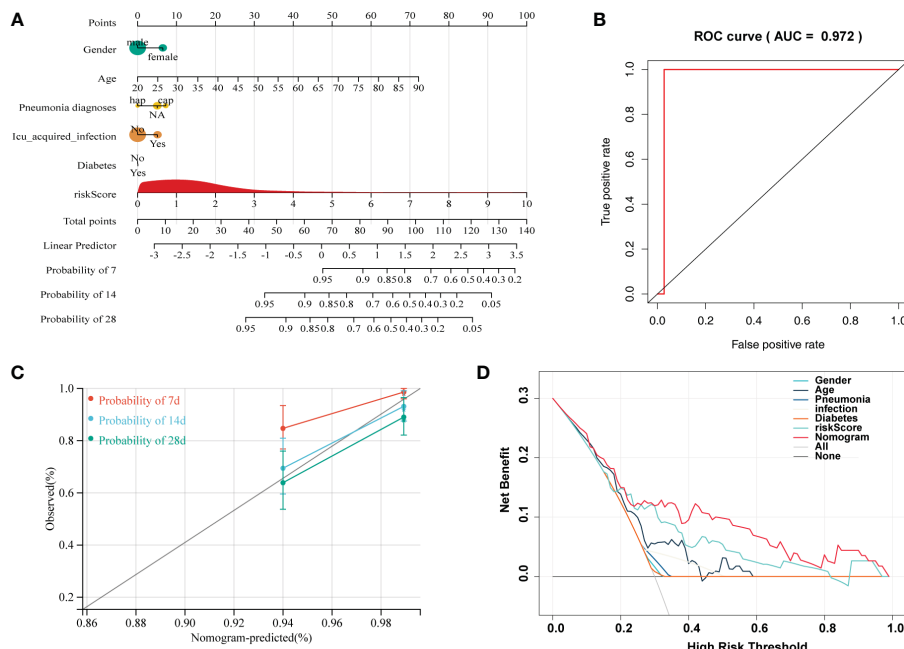 A
Points
0 10 20 30 40 50 60 70 80 90 100
Gender
male
female
Age
20 25 30 35 40 45 50 55 60 65 70 75 80 85 90
Pneumonia diagnoses
hap cap
NA
Icu_acquired_infection
No
Yes
Diabetes
No
Yes
riskScore
0 1 2 3 4 5 6 7 8 9 10
Total points
0 10 20 30 40 50 60 70 80 90 100 110 120 130 140
Linear Predictor
-3 -2.5 -2 -1.5 -1 -0.5 0 0.5 1 1.5 2 2.5 3 3.5
Probability of 7
0.95 0.9 0.85 0.8 0.7 0.6 0.5 0.4 0.3 0.2
Probability of 14
0.95 0.9 0.85 0.8 0.7 0.6 0.5 0.4 0.3 0.2 0.05
Probability of 28
0.95 0.9 0.85 0.8 0.7 0.6 0.5 0.4 0.3 0.2 0.05
B
ROC curve ( AUC = 0.972 )
True positive rate
1.0
0.8
0.6
0.4
0.2
0.0
0.0 0.2 0.4 0.6 0.8 1.0
False positive rate
C
Probability of 7d
Probability of 14d
Probability of 28d
Observed(%)
1.0
0.8
0.6
0.4
0.2
0.86 0.88 0.90 0.92 0.94 0.96 0.98
Nomogram-predicted(%)
D
Gender
Age
Pneumonia
infection
Diabetes
riskScore
Nomogram
All
None
Net Benefit
0.3
0.2
0.1
0.0
0.0 0.2 0.4 0.6 0.8 1.0
High Risk Threshold